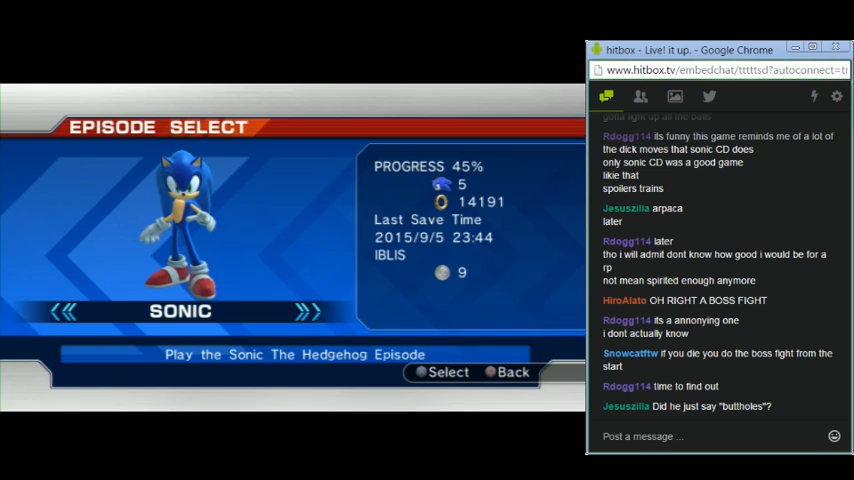 EPISODE SELECT
PROGRESS 45%
5
14191
Last Save Time
2015/9/5 23:44
IBLIS
9
SONIC
Play the Sonic The Hedgehog Episode
Select Back
hitbox - Live! it up. - Google Chrome
www.hitbox.tv/embedchat/tttttsd?autoconnect=tr
gotta light up all the balls
Rdogg114 its funny this game reminds me of a lot of
the dick moves that sonic CD does
only sonic CD was a good game
likie that
spoilers trains
Jesuszilla arpaca
later
Rdogg114 later
tho i will admit dont know how good i would be for a
rp
not mean spirited enough anymore
HiroAlato OH RIGHT A BOSS FIGHT
Rdogg114 its a annonying one
i dont actually know
Snowcatftw if you die you do the boss fight from the
start
Rdogg114 time to find out
Jesuszilla Did he just say "buttholes"?
Post a message ...